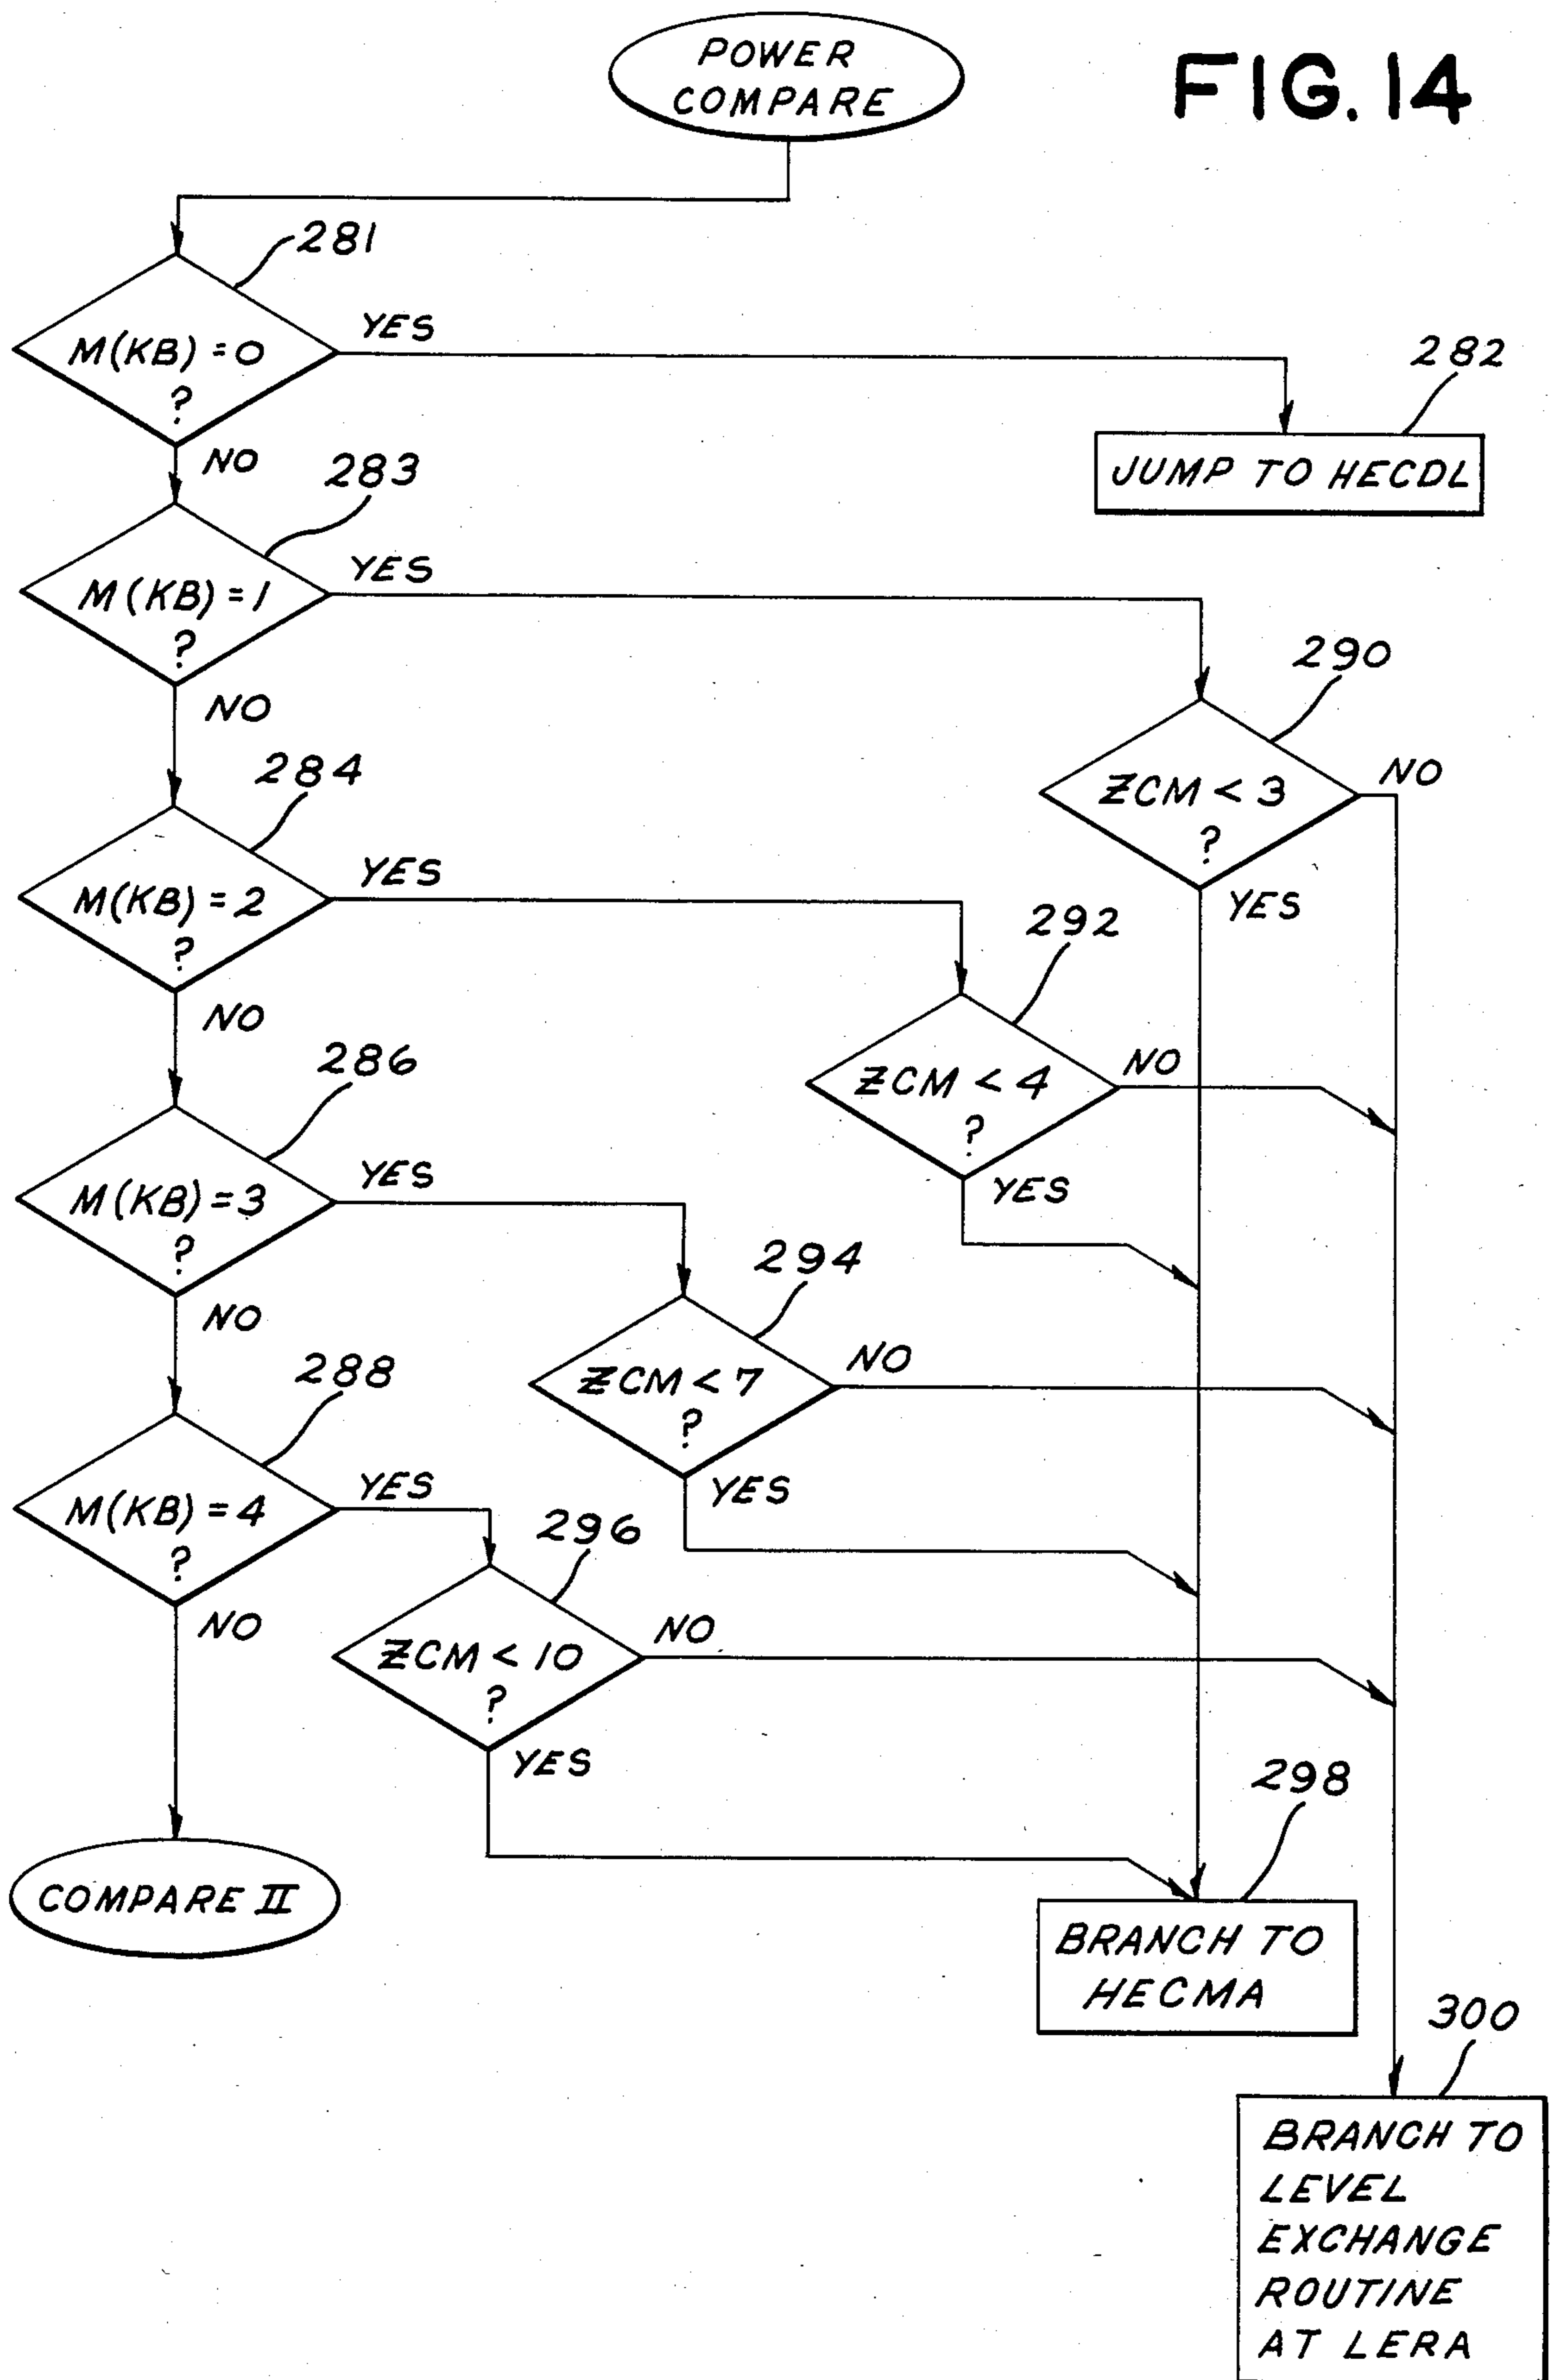 POWER
COMPARE
FIG. 14
281
M(KB)=0
?
YES
NO
282
JUMP TO HECDL
283
M(KB)=1
?
YES
NO
290
ZCM<3
?
NO
YES
284
M(KB)=2
?
YES
NO
292
ZCM<4
?
NO
YES
286
M(KB)=3
?
YES
NO
294
ZCM<7
?
NO
YES
288
M(KB)=4
?
YES
NO
296
ZCM<10
?
NO
YES
COMPARE II
298
BRANCH TO
HECMA
300
BRANCH TO
LEVEL
EXCHANGE
ROUTINE
AT LERA